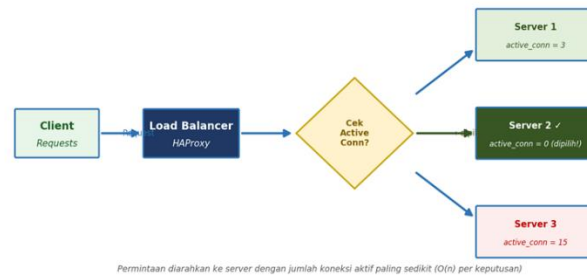 Client
Requests
Load Balancer
HAProxy
Cek
Active
Conn?
Server 1
active_conn = 3
Server 2 ✓
active_conn = 0 (dipilih!)
Server 3
active_conn = 15
Permintaan diarahkan ke server dengan jumlah koneksi aktif paling sedikit (O(n) per keputusan)